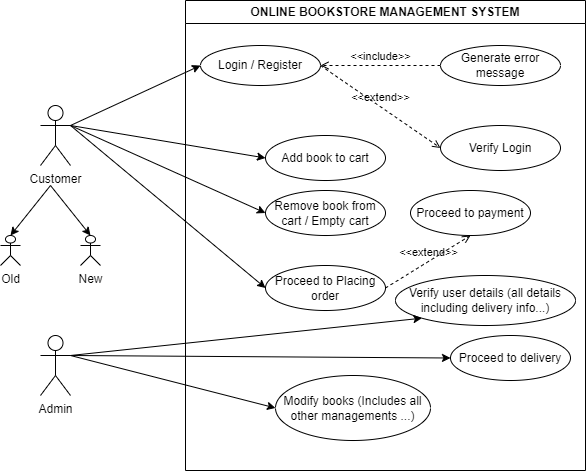 ONLINE BOOKSTORE MANAGEMENT SYSTEM
Login / Register
<<include>>
Generate error
message
<<extend>>
Verify Login
Customer
Add book to cart
Remove book from
cart / Empty cart
Proceed to payment
<<extend>>
Old
New
Proceed to Placing
order
Verify user details (all details
including delivery info...)
Proceed to delivery
Admin
Modify books (Includes all
other managements ...)